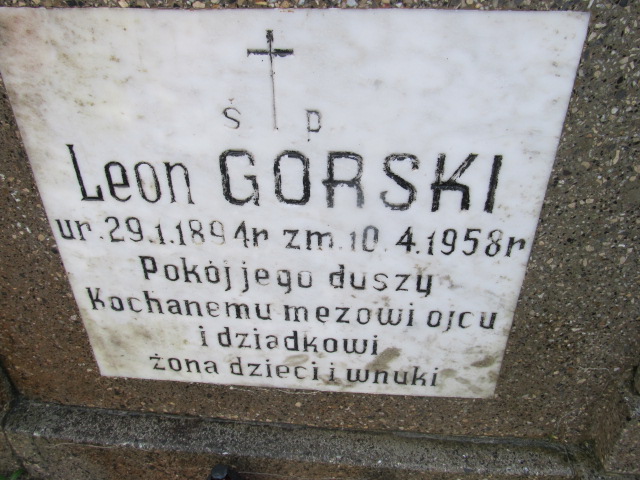 Ś P
Leon GORSKI
ur. 29.1.1894r zm. 10.4.1958r
Pokój jego duszy
Kochanemu mezowi ojcu
i dziadkowi
żona dzieci i wnuki